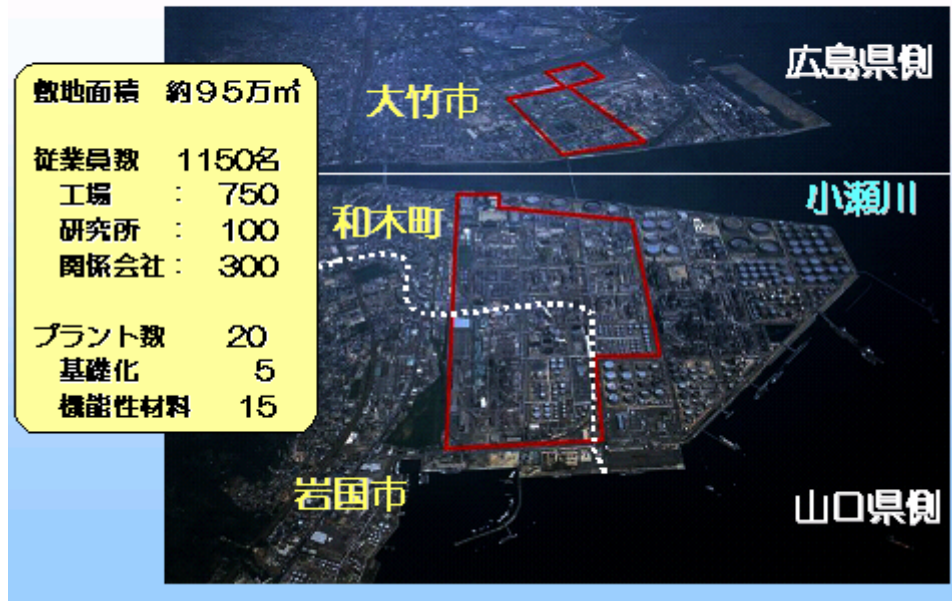 敷地面積 約95万㎡
従業員数 1150名
工場 : 750
研究所 : 100
関係会社: 300
プラント数 20
基礎化 5
機能性材料 15
広島県側
大竹市
小瀬川
和木町
岩国市
山口県側